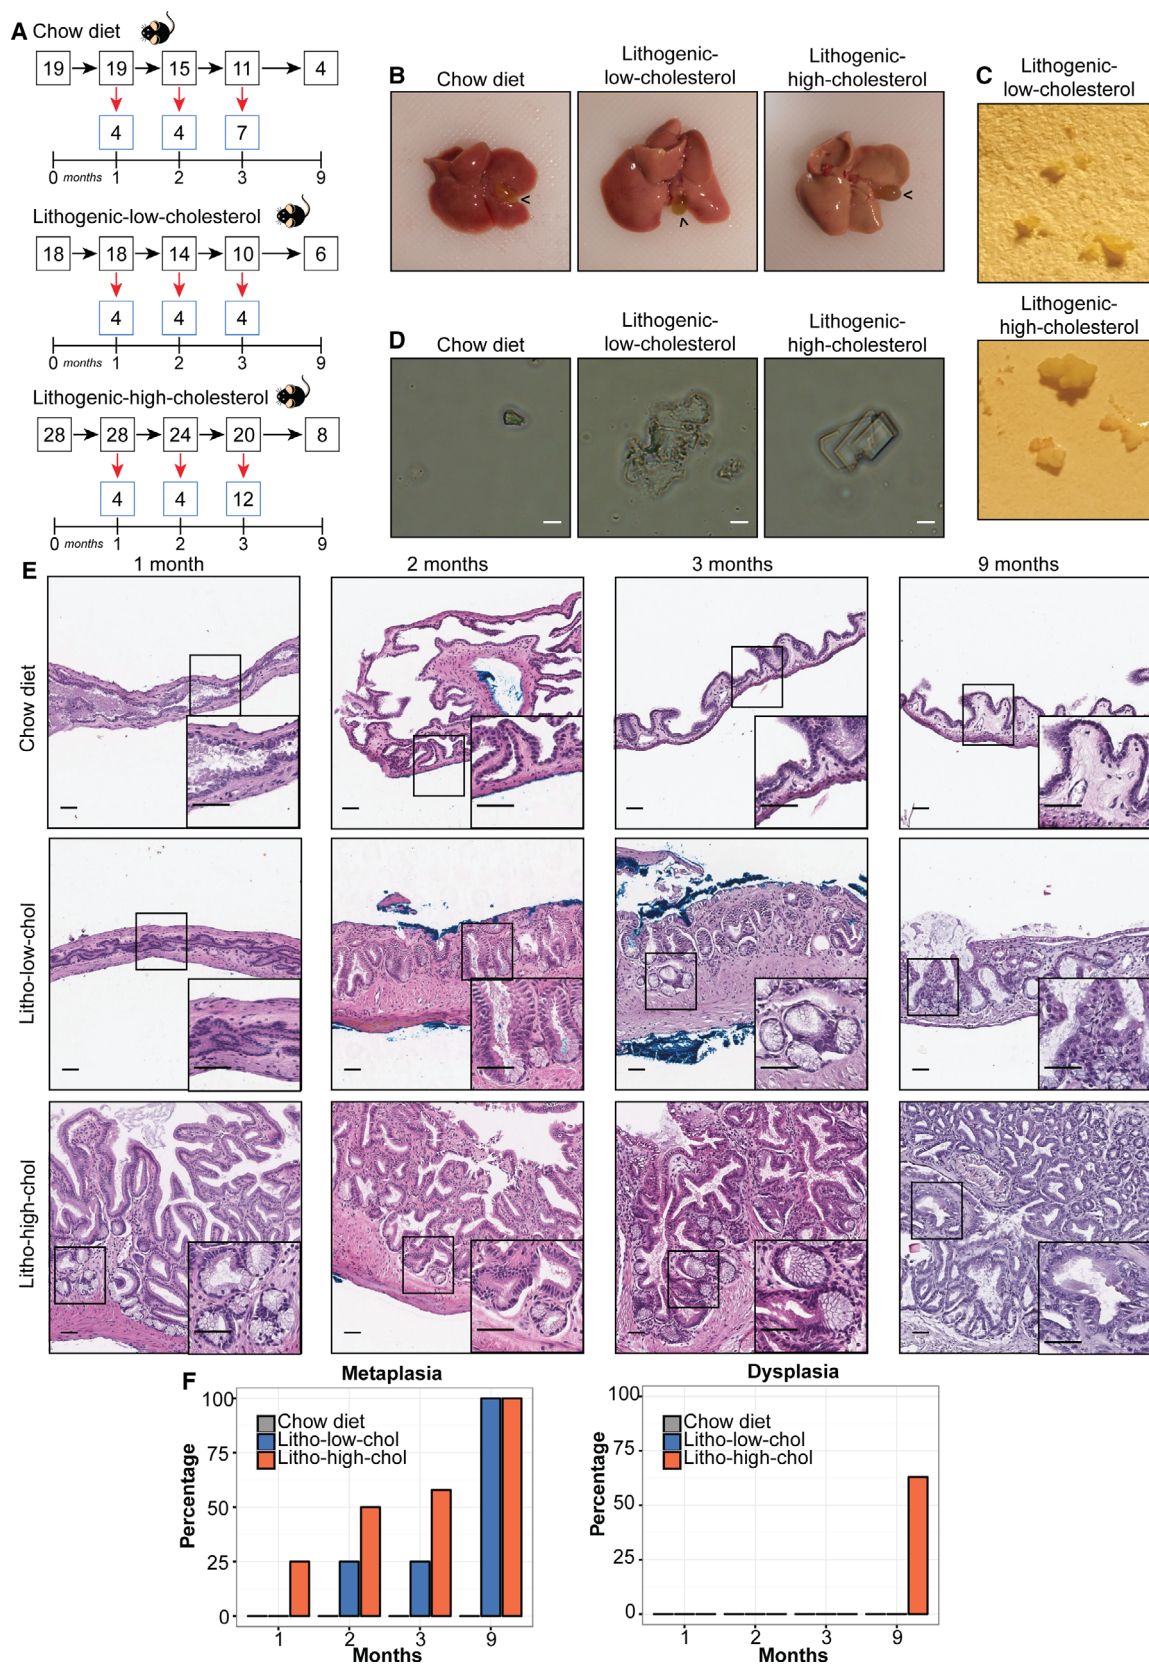 A Chow diet
19 19 15 11 4
4 4 7
0 months 1 2 3 9
Lithogenic-low-cholesterol
18 18 14 10 6
4 4 4
0 months 1 2 3 9
Lithogenic-high-cholesterol
28 28 24 20 8
4 4 12
0 months 1 2 3 9
B Chow diet
Lithogenic-
low-cholesterol
Lithogenic-
high-cholesterol
C Lithogenic-
low-cholesterol
Lithogenic-
high-cholesterol
D Chow diet
Lithogenic-
low-cholesterol
Lithogenic-
high-cholesterol
E 1 month 2 months 3 months 9 months
Chow diet
Litho-low-chol
Litho-high-chol
F Metaplasia
100
75
50
25
0
Percentage
Chow diet
Litho-low-chol
Litho-high-chol
1 2 3 9
Months
Dysplasia
100
75
50
25
0
Percentage
Chow diet
Litho-low-chol
Litho-high-chol
1 2 3 9
Months